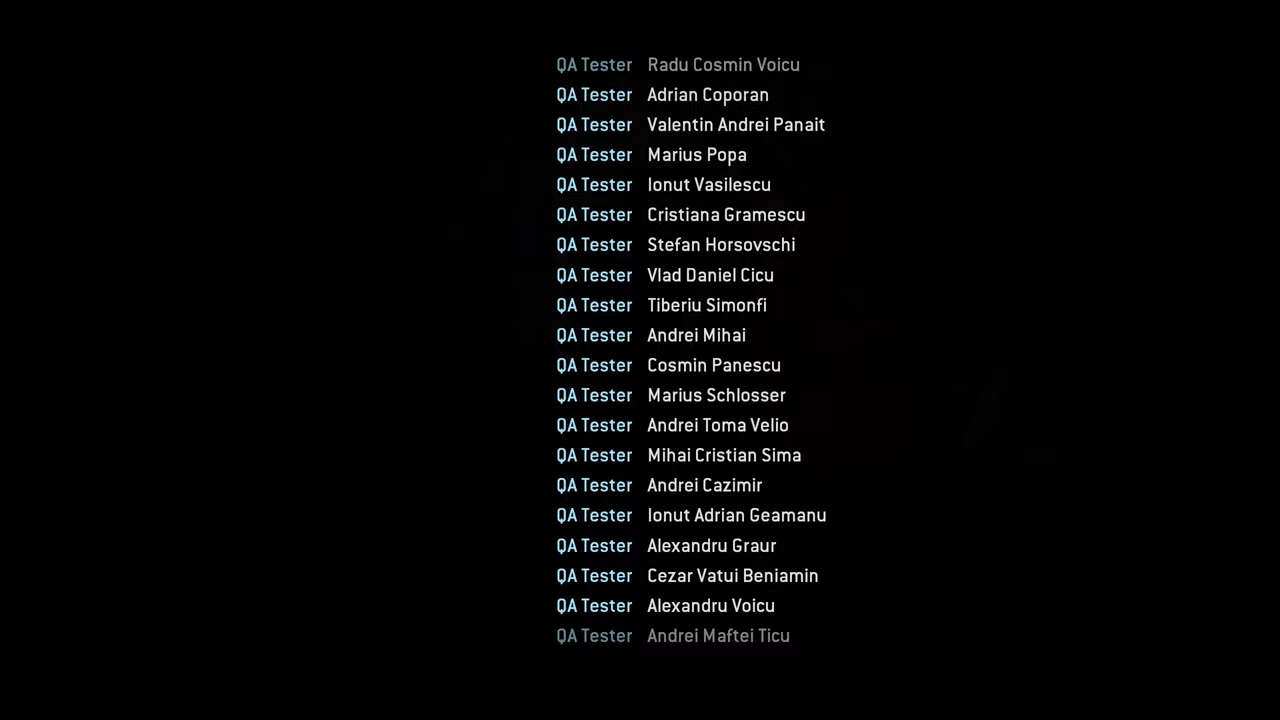 QA Tester Radu Cosmin Voicu
QA Tester Adrian Coporan
QA Tester Valentin Andrei Panait
QA Tester Marius Popa
QA Tester Ionut Vasilescu
QA Tester Cristiana Gramescu
QA Tester Stefan Horsovschi
QA Tester Vlad Daniel Cicu
QA Tester Tiberiu Simonfi
QA Tester Andrei Mihai
QA Tester Cosmin Panescu
QA Tester Marius Schlosser
QA Tester Andrei Toma Velio
QA Tester Mihai Cristian Sima
QA Tester Andrei Cazimir
QA Tester Ionut Adrian Geamanu
QA Tester Alexandru Graur
QA Tester Cezar Vatui Beniamin
QA Tester Alexandru Voicu
QA Tester Andrei Maftei Ticu